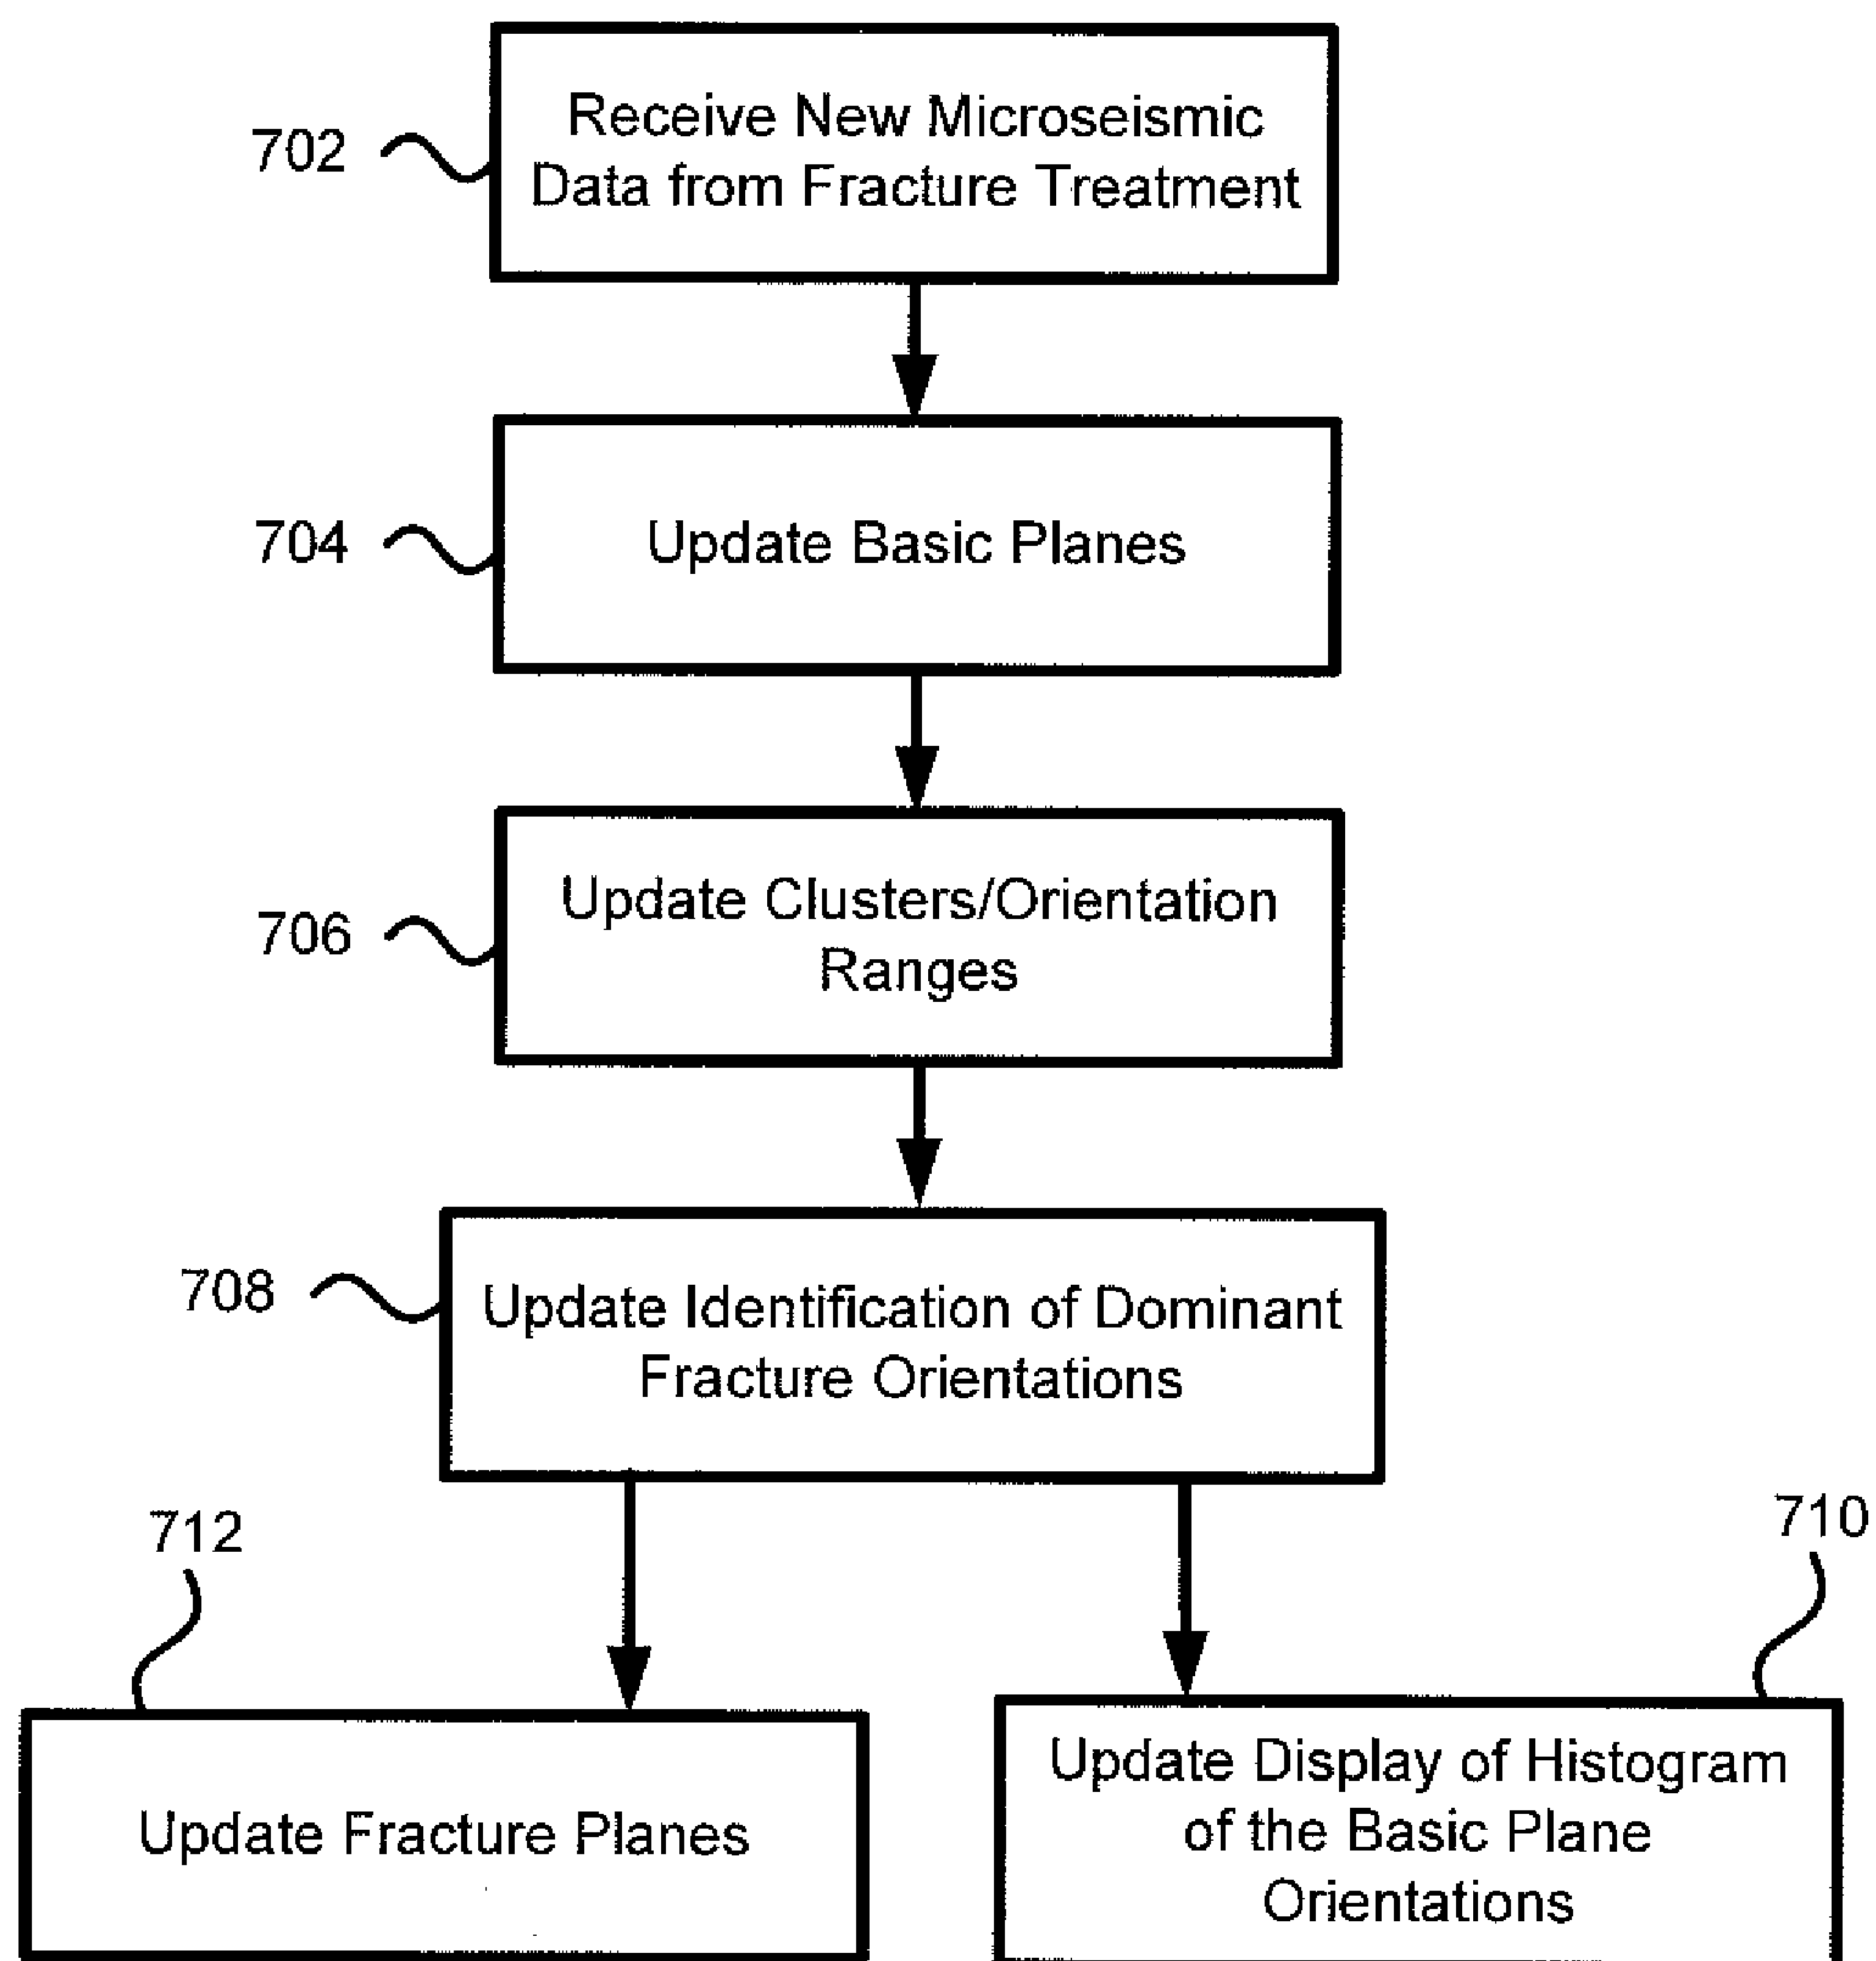 702
Receive New Microseismic
Data from Fracture Treatment
704
Update Basic Planes
706
Update Clusters/Orientation
Ranges
708
Update Identification of Dominant
Fracture Orientations
712
710
Update Fracture Planes
Update Display of Histogram
of the Basic Plane
Orientations